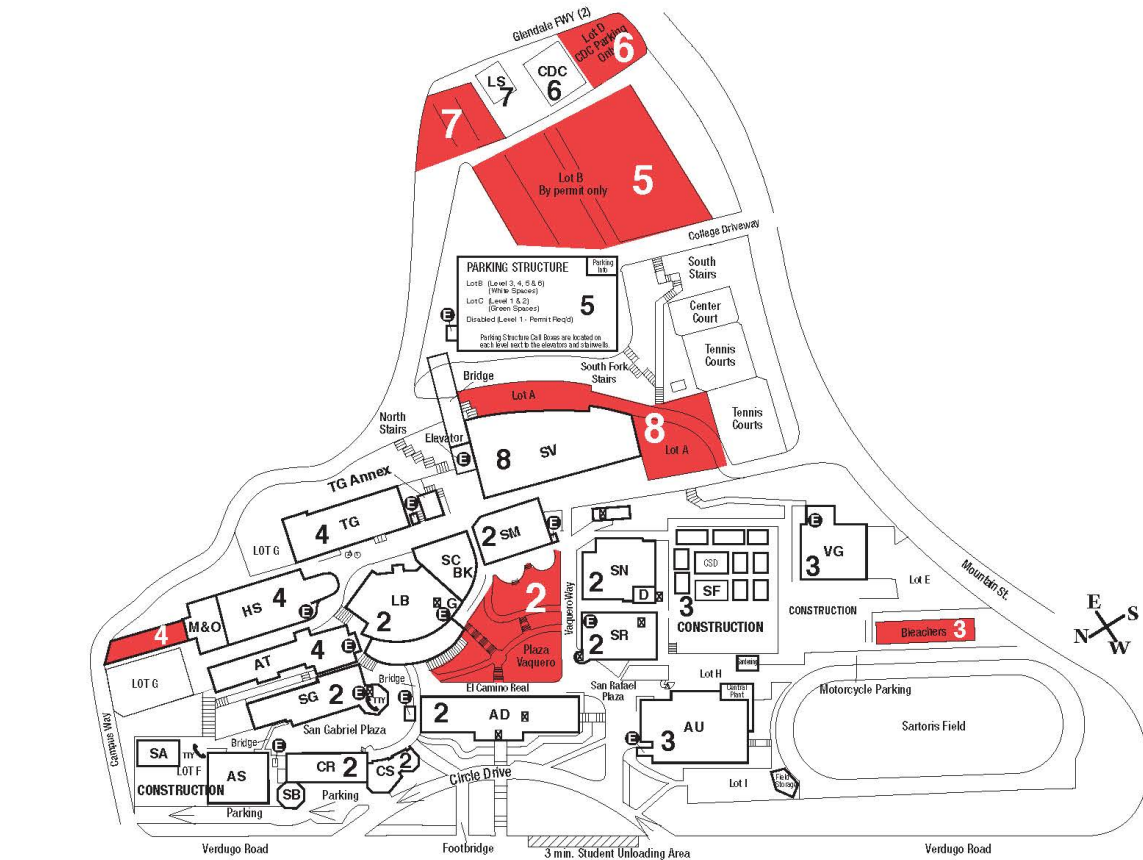 Glendale FWY (2)
Lot D
CDC Parking
Only
6
LS
7
CDC
6
7
Lot B
By permit only
5
College Driveway
PARKING STRUCTURE
Parking
Info
Lot B (Level 3, 4, 5 & 6)
(White Spaces)
Lot C (Level 1 & 2)
(Green Spaces)
5
Disabled (Level 1 - Permit Req'd)
Parking Structure Call Boxes are located on
each level next to the elevators and stairwells.
E
South
Stairs
Center
Court
Tennis
Courts
South Fork
Stairs
Bridge
Lot A
Tennis
Courts
North
Stairs
Elevator
E
8
SV
8
Lot A
TG Annex
E
4
TG
LOT G
2
SM
E
SC
BK
VG
E
3
Lot E
Mountain St.
HS
4
E
M&O
4
LB
2
G
E
2
Plaza
Vaquero
Vaquero Way
SN
2
D
E
SR
2
CSD
SF
3
CONSTRUCTION
CONSTRUCTION
Bleachers
3
E
N
S
W
AT
4
E
LOT G
SG
2
E
TTY
Bridge
E
El Camino Real
San Rafael
Plaza
Lot H
Gardening
Central
Plant
Motorcycle Parking
San Gabriel Plaza
2
AD
AU
3
E
Sartoris Field
Campus Way
SA
TTY
LOT F
Bridge
E
AS
CONSTRUCTION
CR
2
CS
2
SB
Parking
Parking
Circle Drive
Lot I
Field
Storage
Verdugo Road
Footbridge
3 min. Student Unloading Area
Verdugo Road